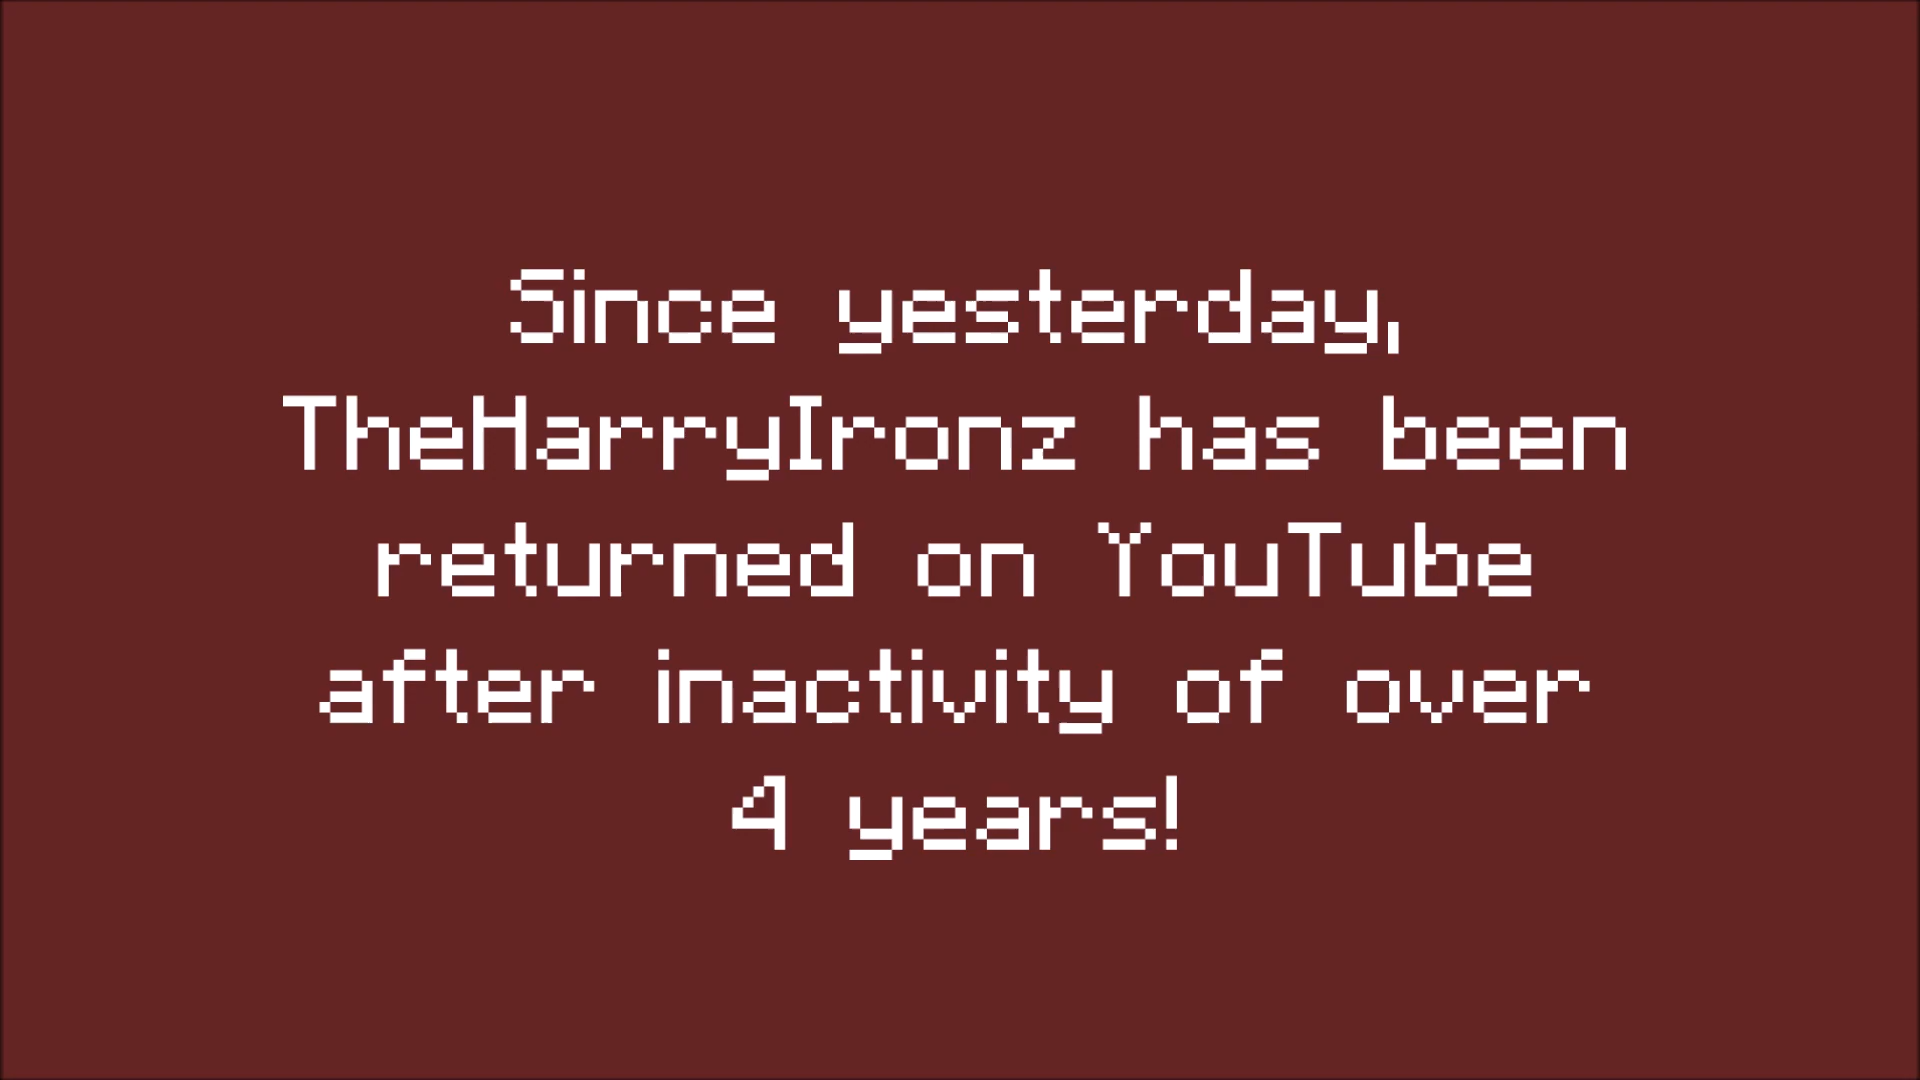 Since yesterday,
TheHarryIronz has been
returned on YouTube
after inactivity of over
4 years!